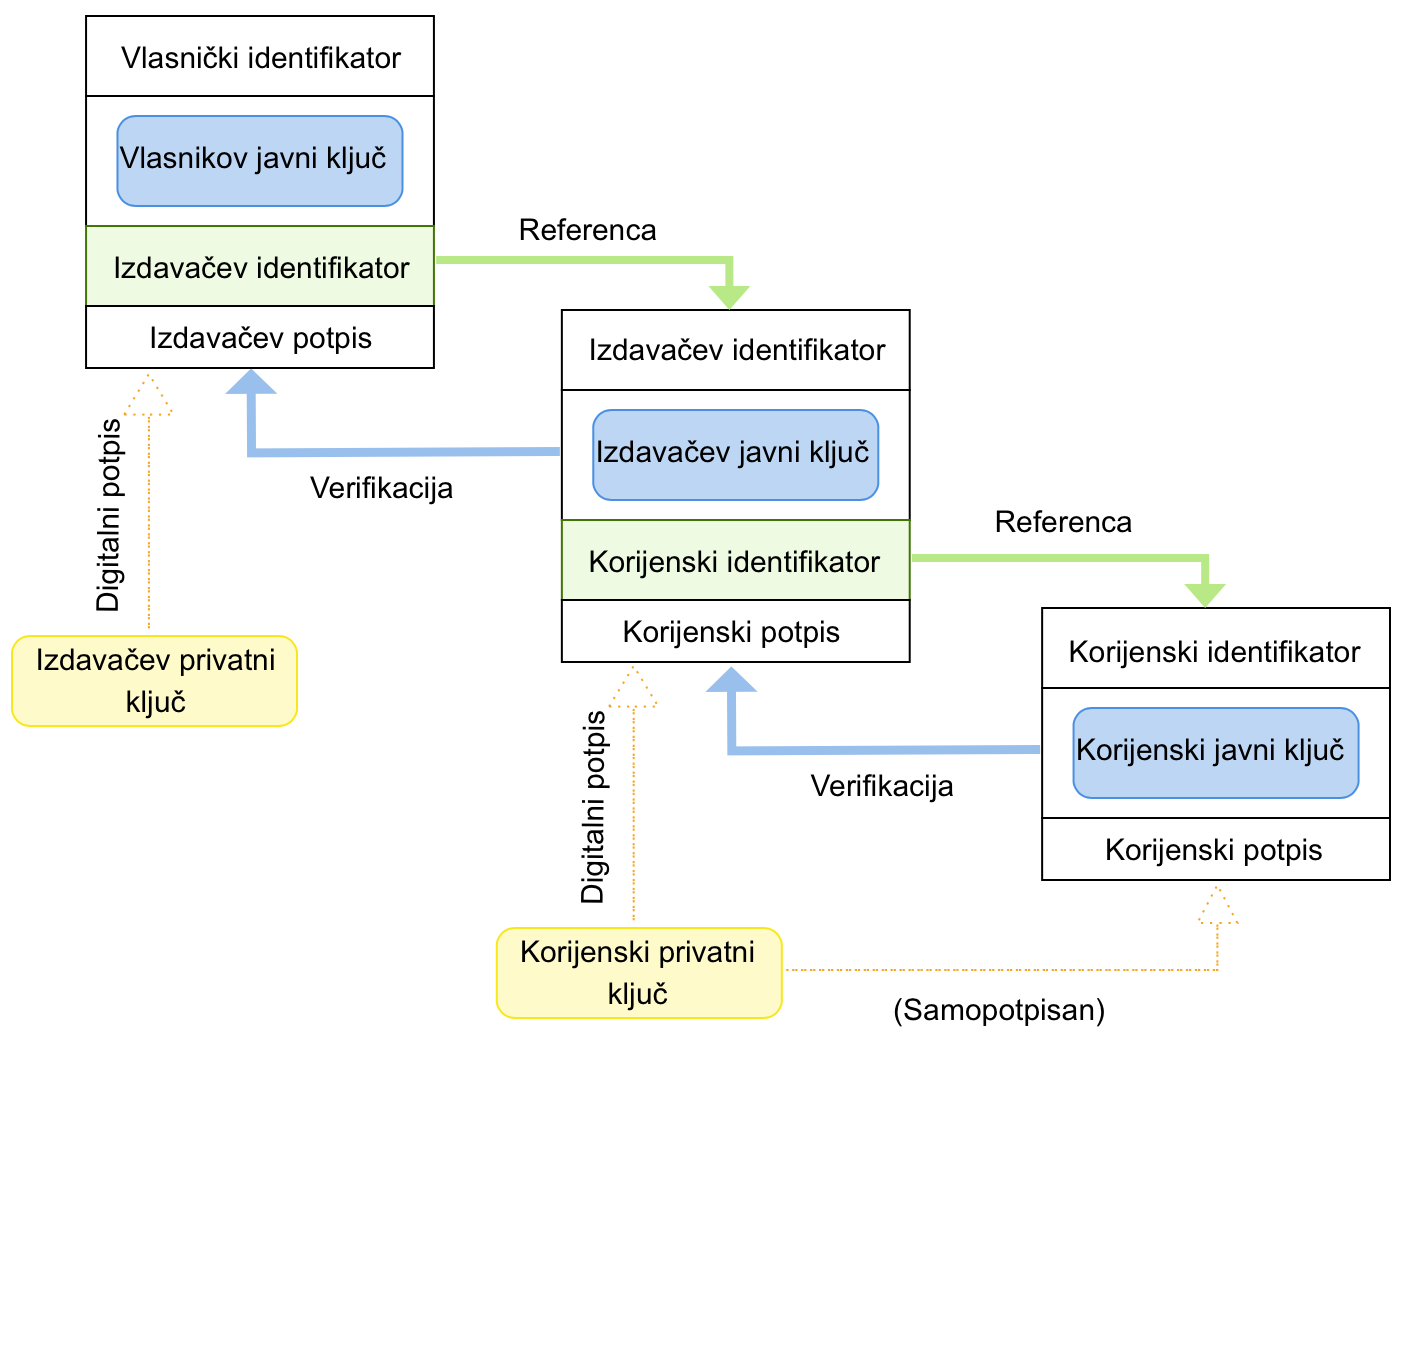 Vlasnički identifikator
Vlasnikov javni ključ
Izdavačev identifikator
Izdavačev potpis
Referenca
Izdavačev identifikator
Izdavačev javni ključ
Korijenski identifikator
Korijenski potpis
Verifikacija
Digitalni potpis
Izdavačev privatni
ključ
Referenca
Korijenski identifikator
Korijenski javni ključ
Korijenski potpis
Verifikacija
Digitalni potpis
Korijenski privatni
ključ
(Samopotpisan)